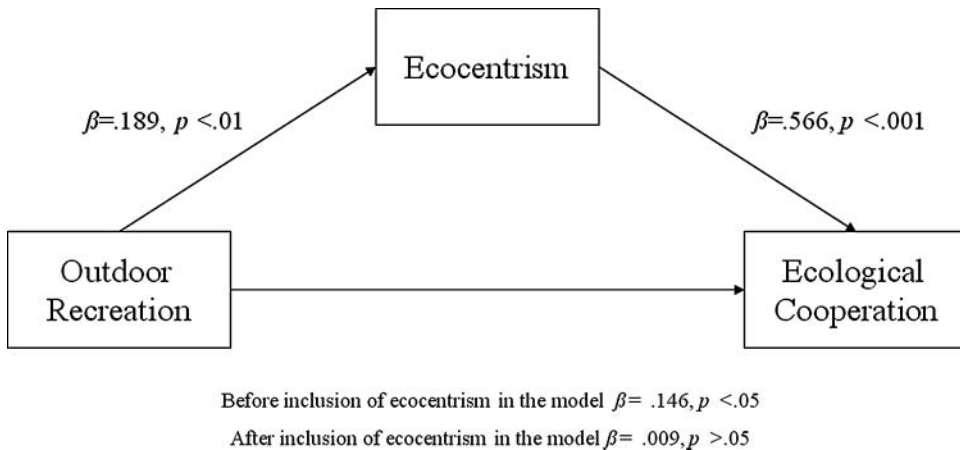 Ecocentrism
β=.189, p <.01
β=.566, p <.001
Outdoor
Recreation
Ecological
Cooperation
Before inclusion of ecocentrism in the model β= .146, p <.05
After inclusion of ecocentrism in the model β= .009, p >.05